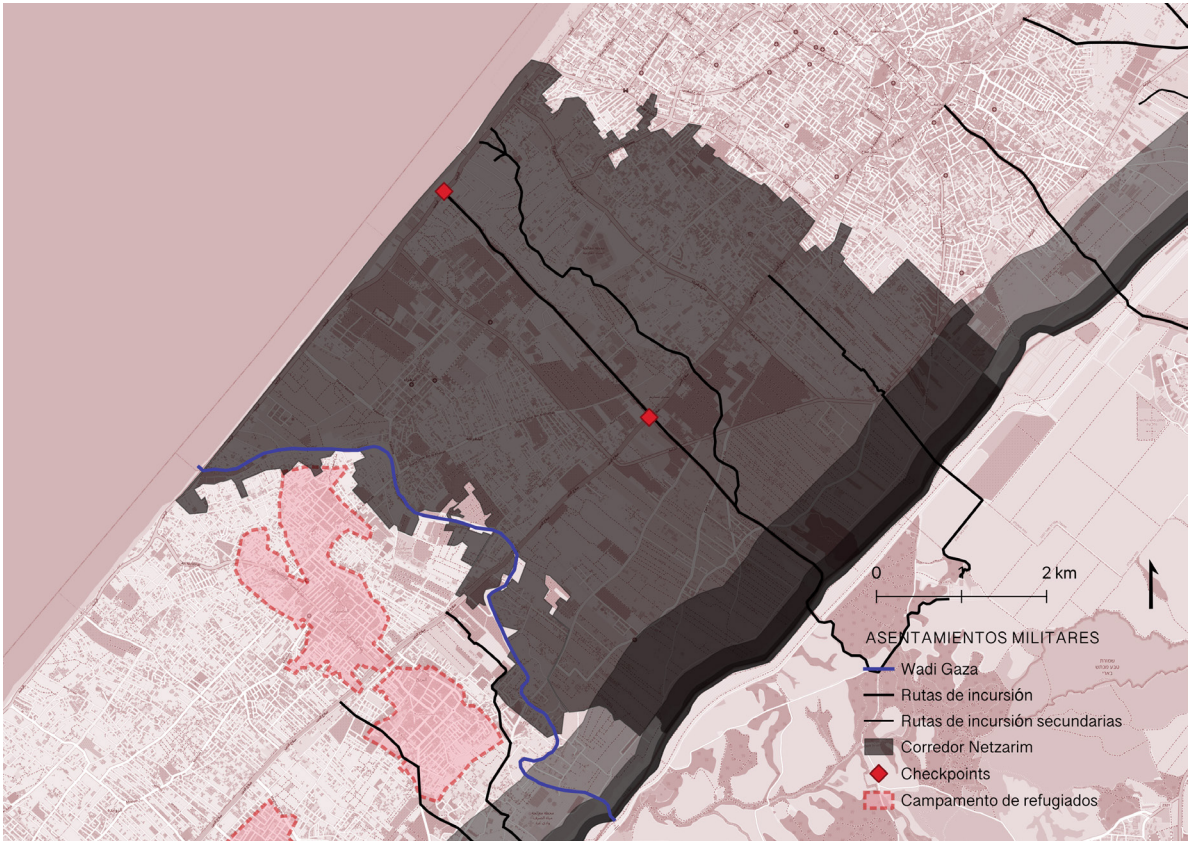 0 2 km
ASENTAMIENTOS MILITARES
Wadi Gaza
Rutas de incursión
Rutas de incursión secundarias
Corredor Netzarim
Checkpoints
Campamento de refugiados